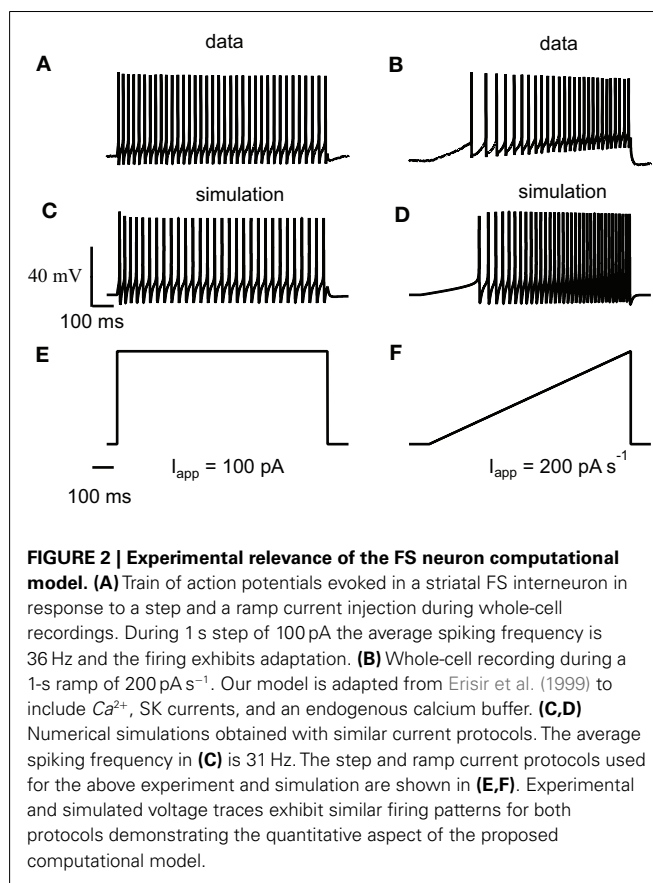 data
data
A
B
simulation
simulation
C
D
40 mV
100 ms
E
F
I_app = 100 pA
I_app = 200 pA s⁻¹
100 ms
FIGURE 2 | Experimental relevance of the FS neuron computational
model. (A) Train of action potentials evoked in a striatal FS interneuron in
response to a step and a ramp current injection during whole-cell
recordings. During 1 s step of 100 pA the average spiking frequency is
36 Hz and the firing exhibits adaptation. (B) Whole-cell recording during a
1-s ramp of 200 pA s⁻¹. Our model is adapted from Erisir et al. (1999) to
include Ca²⁺, SK currents, and an endogenous calcium buffer. (C,D)
Numerical simulations obtained with similar current protocols. The average
spiking frequency in (C) is 31 Hz. The step and ramp current protocols used
for the above experiment and simulation are shown in (E,F). Experimental
and simulated voltage traces exhibit similar firing patterns for both
protocols demonstrating the quantitative aspect of the proposed
computational model.